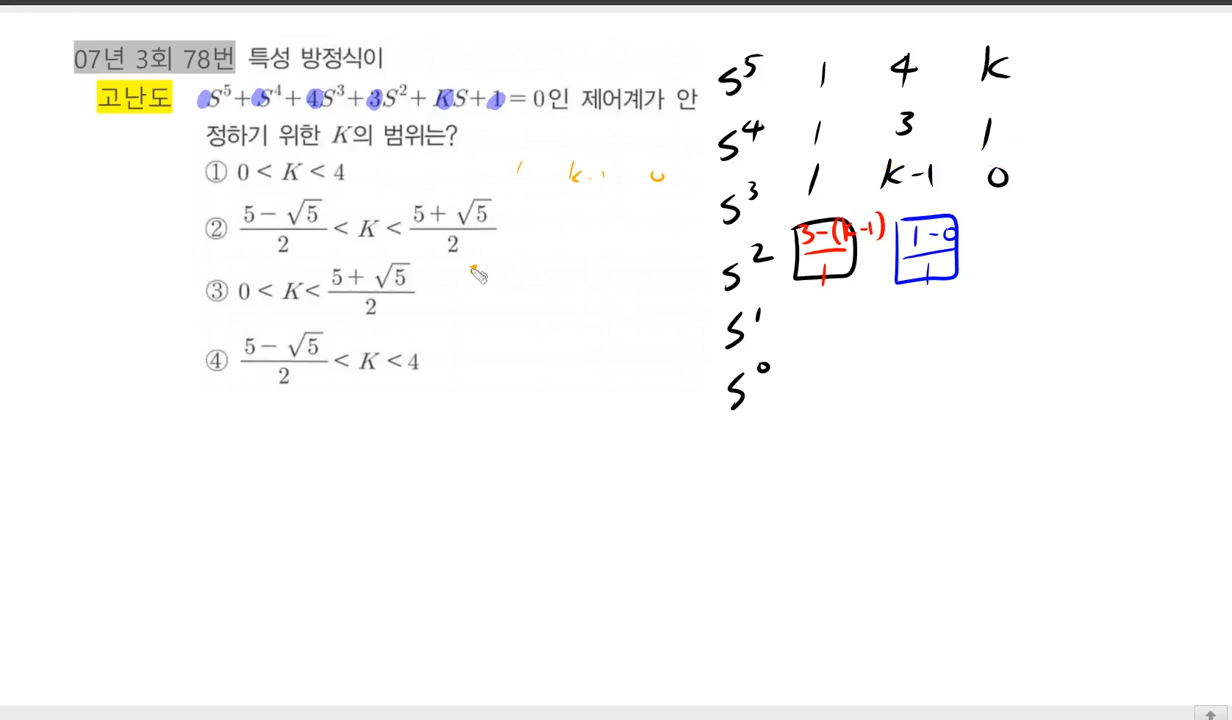 07년 3회 78번 특성 방정식이
고난도 S⁵+S⁴+4S³+3S²+KS+1=0인 제어계가 안
정하기 위한 K의 범위는?
① 0 < K < 4
② (5-√5)/2 < K < (5+√5)/2
③ 0 < K < (5+√5)/2
④ (5-√5)/2 < K < 4
1 k-1 0
S⁵ 1 4 k
S⁴ 1 3 1
S³ 1 k-1 0
S² 3-(k-1)/1 1-0/1
S¹
S⁰